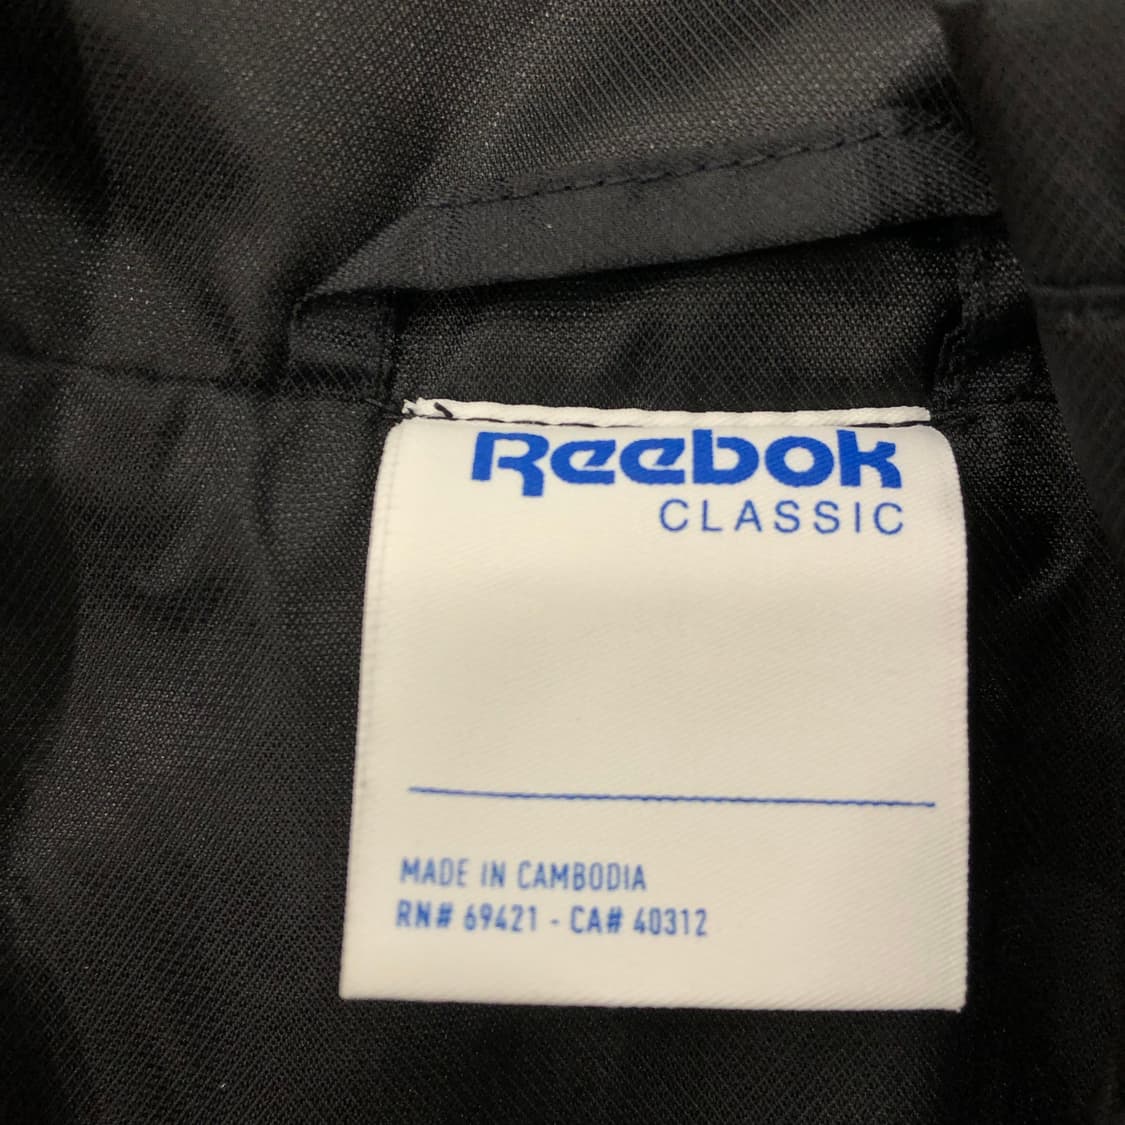 Reebok
CLASSIC
MADE IN CAMBODIA
RN# 69421 - CA# 40312